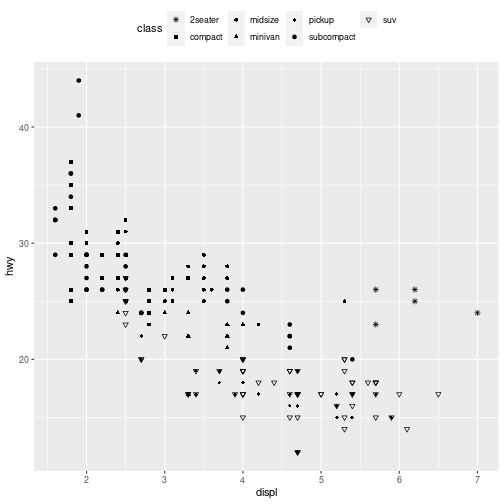 class 2seater midsize pickup suv
compact minivan subcompact
40
30
20
hwy
2 3 4 5 6 7
displ